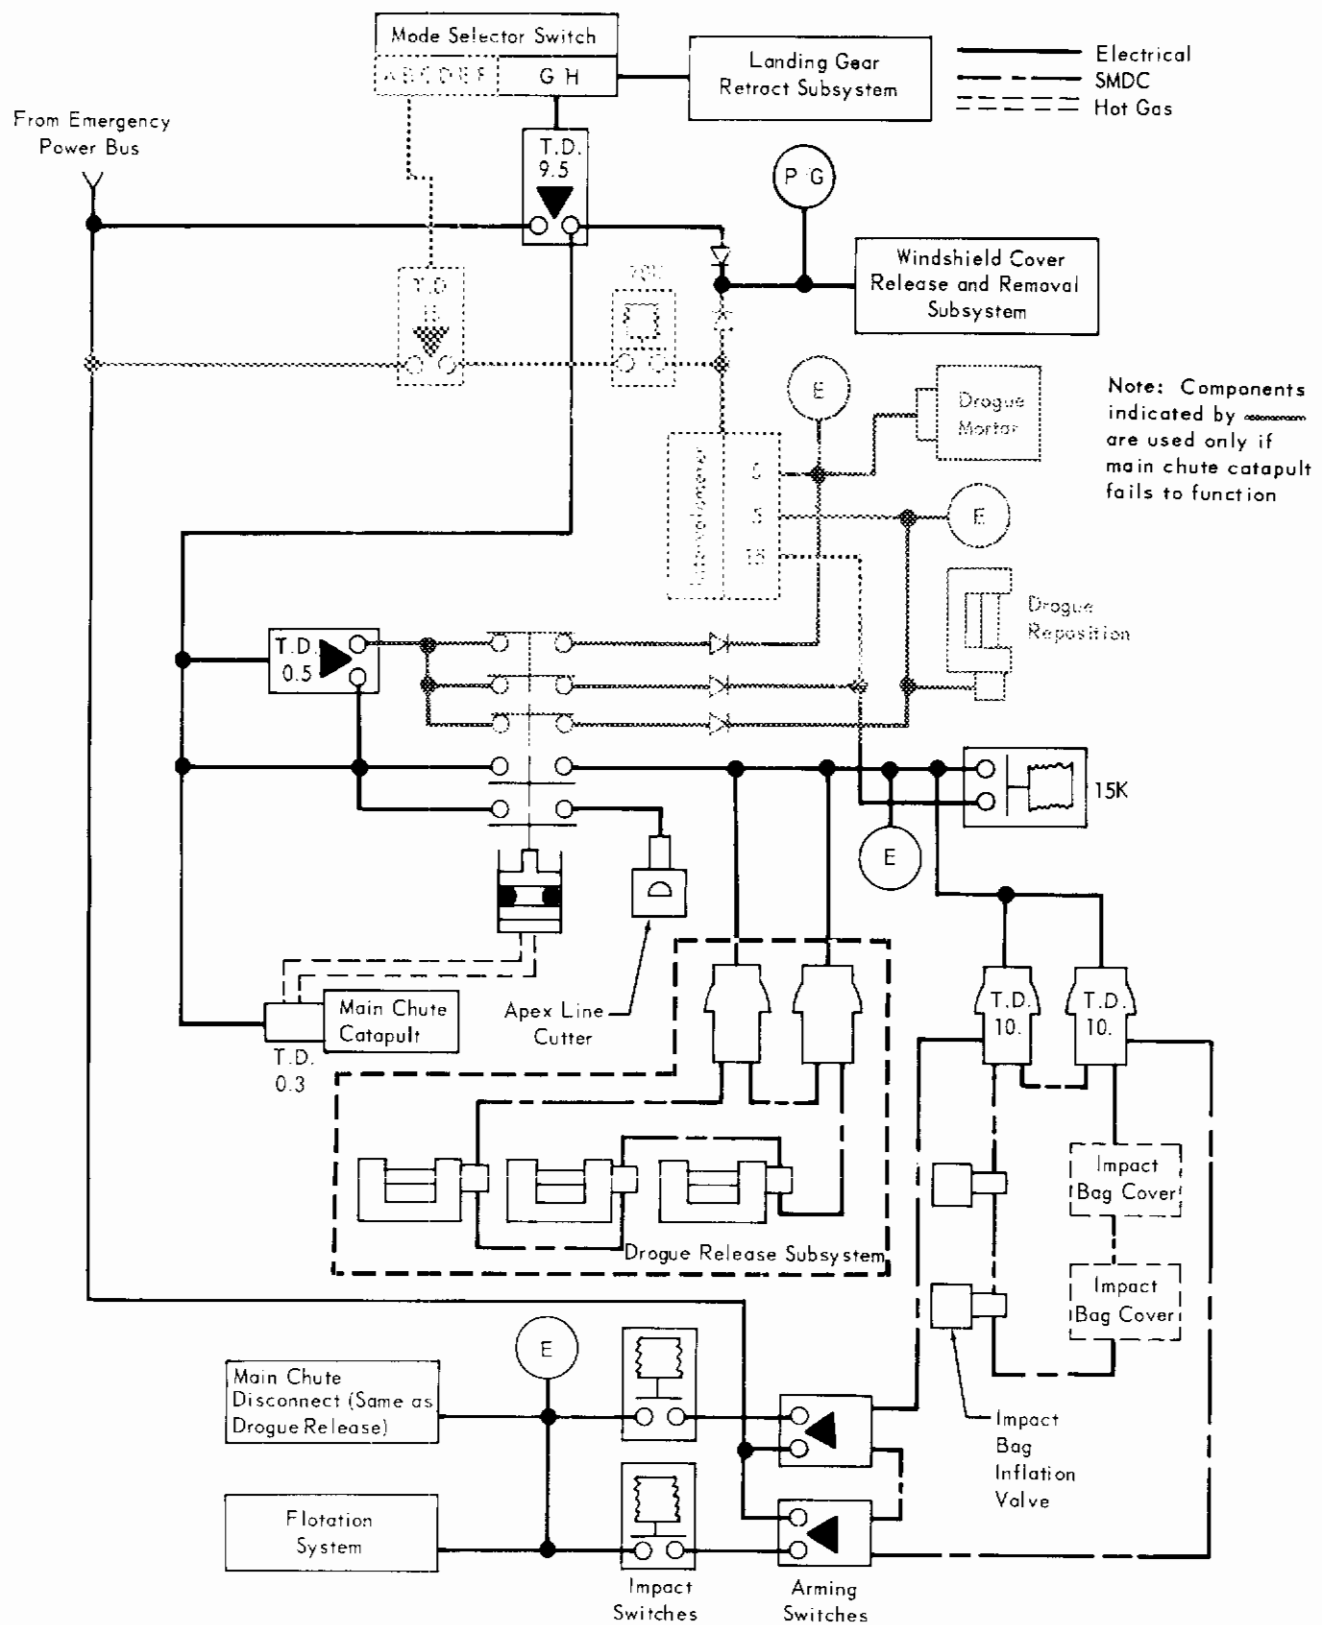 Mode Selector Switch
A B C D E F
G H
Landing Gear
Retract Subsystem
Electrical
SMDC
Hot Gas
From Emergency
Power Bus
T.D.
9.5
P G
Windshield Cover
Release and Removal
Subsystem
T.D
E
Drogue
Mortar
Note: Components
indicated by
are used only if
main chute catapult
fails to function
E
18
Drogue
Reposition
T.D.
0.5
15K
E
Main Chute
Catapult
T.D.
0.3
Apex Line
Cutter
T.D.
10.
T.D.
10.
Impact
Bag Cover
Impact
Bag Cover
Drogue Release Subsystem
E
Main Chute
Disconnect (Same as
Drogue Release)
Impact
Bag
Inflation
Valve
Flotation
System
Impact
Switches
Arming
Switches